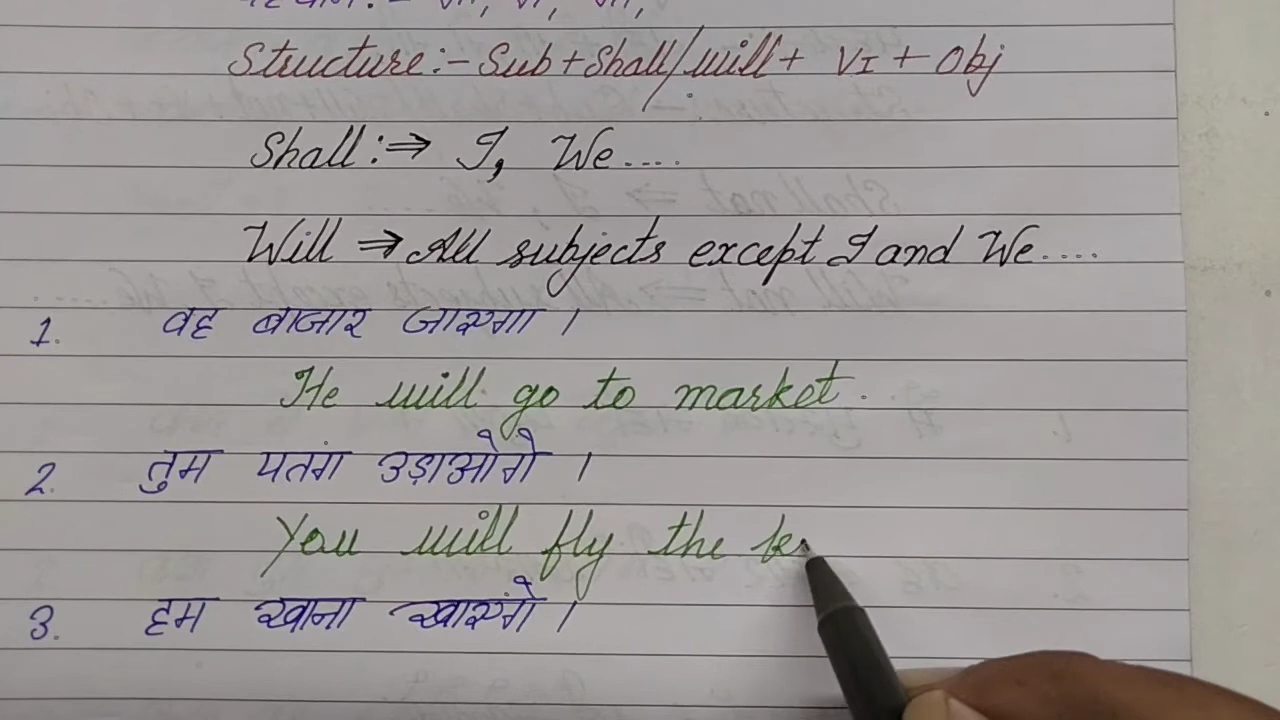 Structure:- Sub + Shall/will + V1 + Obj
Shall :⇒ I, We....
Will ⇒ All subjects except I and We....
1. वह बाजार जाएगा ।
He will go to market.
2. तुम पतंग उड़ाओगे ।
You will fly the
3. हम खाना खाएंगे ।